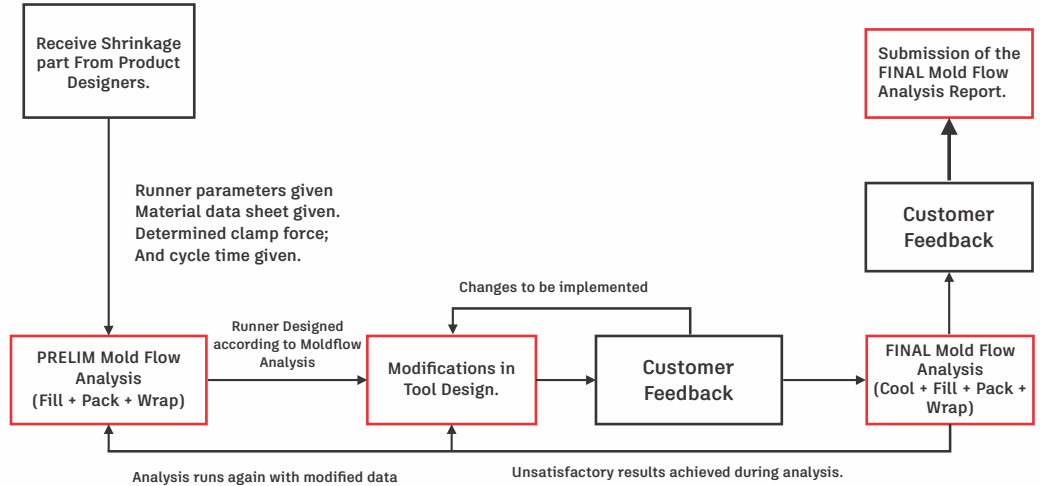 Receive Shrinkage
part From Product
Designers.
Submission of the
FINAL Mold Flow
Analysis Report.
Runner parameters given
Material data sheet given.
Determined clamp force;
And cycle time given.
Customer
Feedback
Changes to be implemented
Runner Designed
according to Moldflow
Analysis
PRELIM Mold Flow
Analysis
(Fill + Pack + Wrap)
Modifications in
Tool Design.
Customer
Feedback
FINAL Mold Flow
Analysis
(Cool + Fill + Pack +
Wrap)
Analysis runs again with modified data
Unsatisfactory results achieved during analysis.